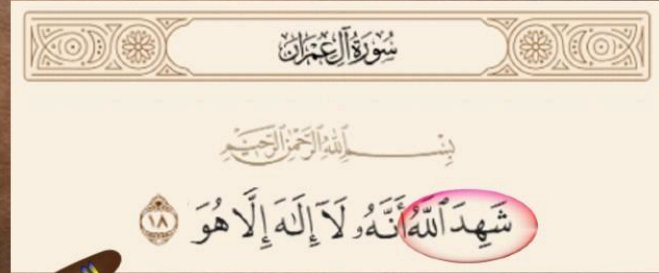 سُورَةُ آلِ عِمْرَان
بِسْمِ ٱللَّهِ ٱلرَّحْمَٰنِ ٱلرَّحِيمِ
شَهِدَ ٱللَّهُ أَنَّهُۥ لَآ إِلَٰهَ إِلَّا هُوَ ١٨